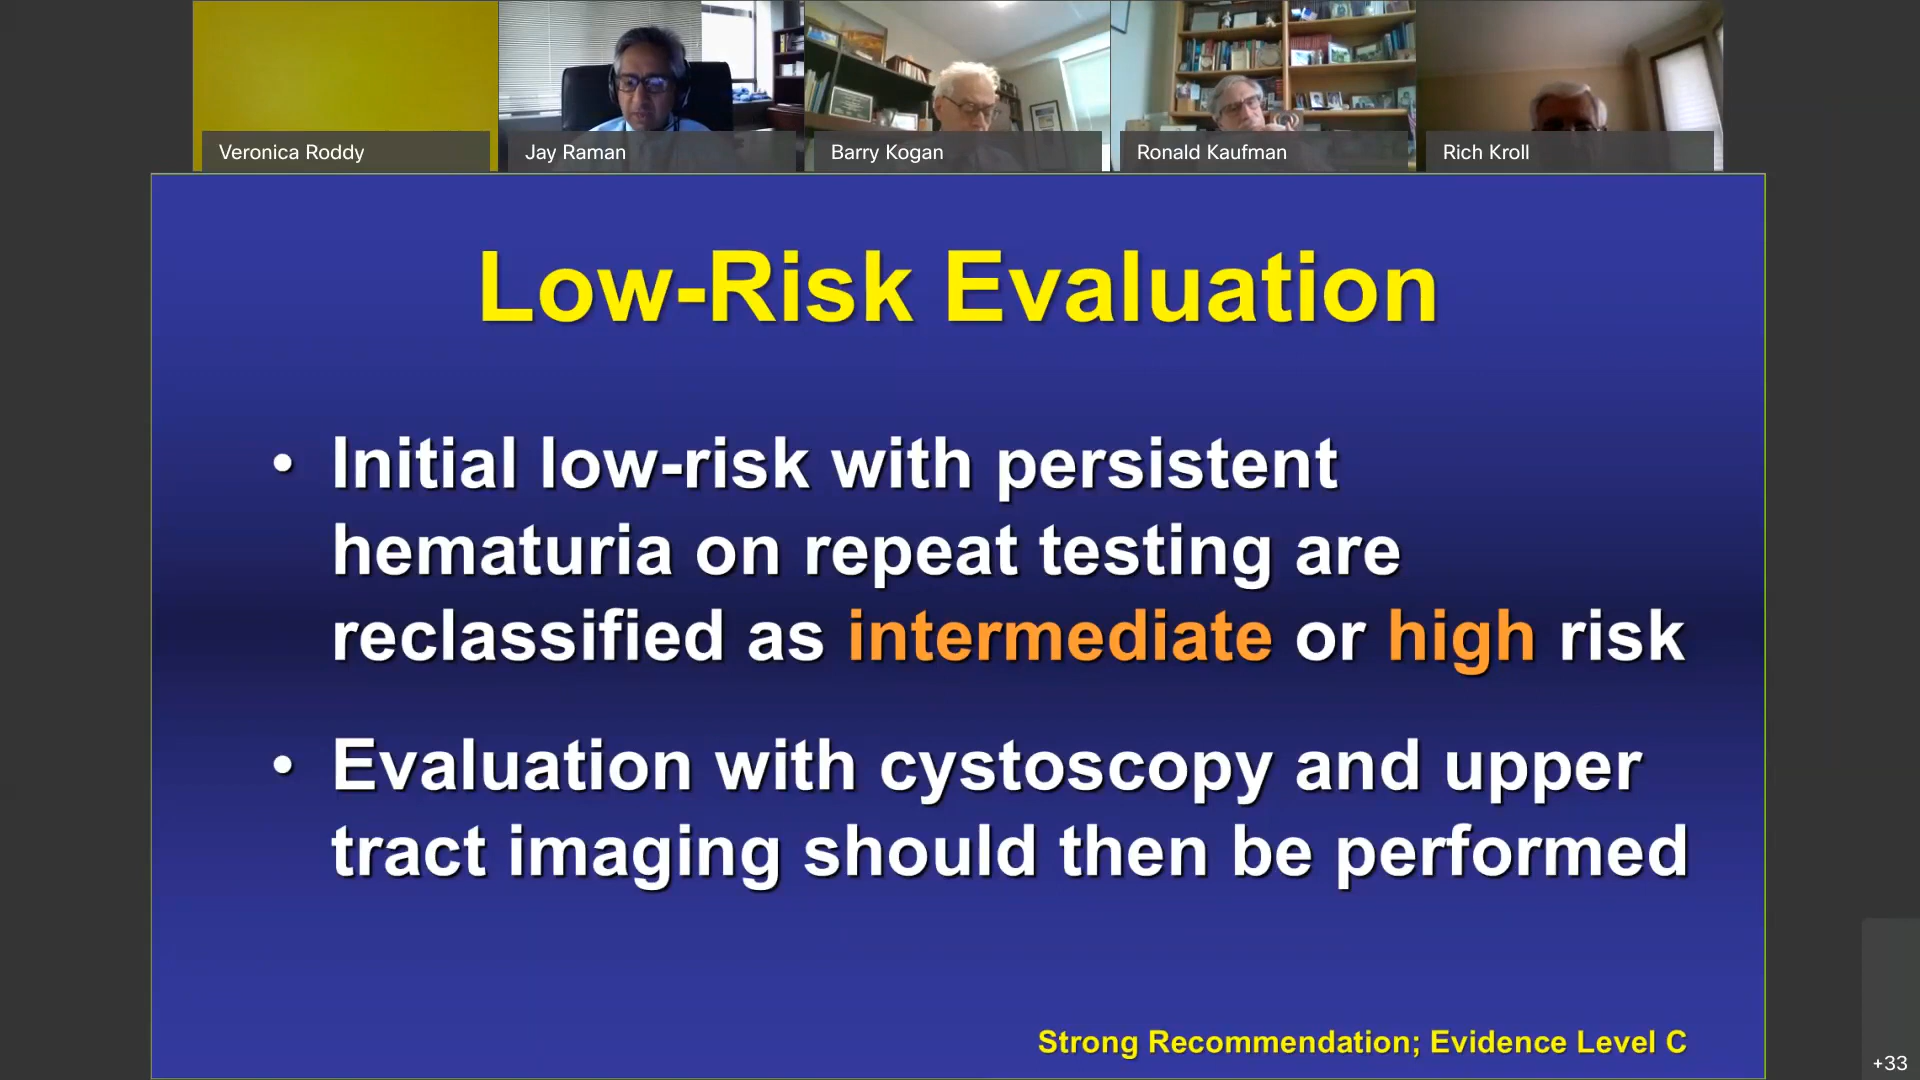 Veronica Roddy
Jay Raman
Barry Kogan
Ronald Kaufman
Rich Kroll
Low-Risk Evaluation
• Initial low-risk with persistent
hematuria on repeat testing are
reclassified as intermediate or high risk
• Evaluation with cystoscopy and upper
tract imaging should then be performed
Strong Recommendation; Evidence Level C
+33